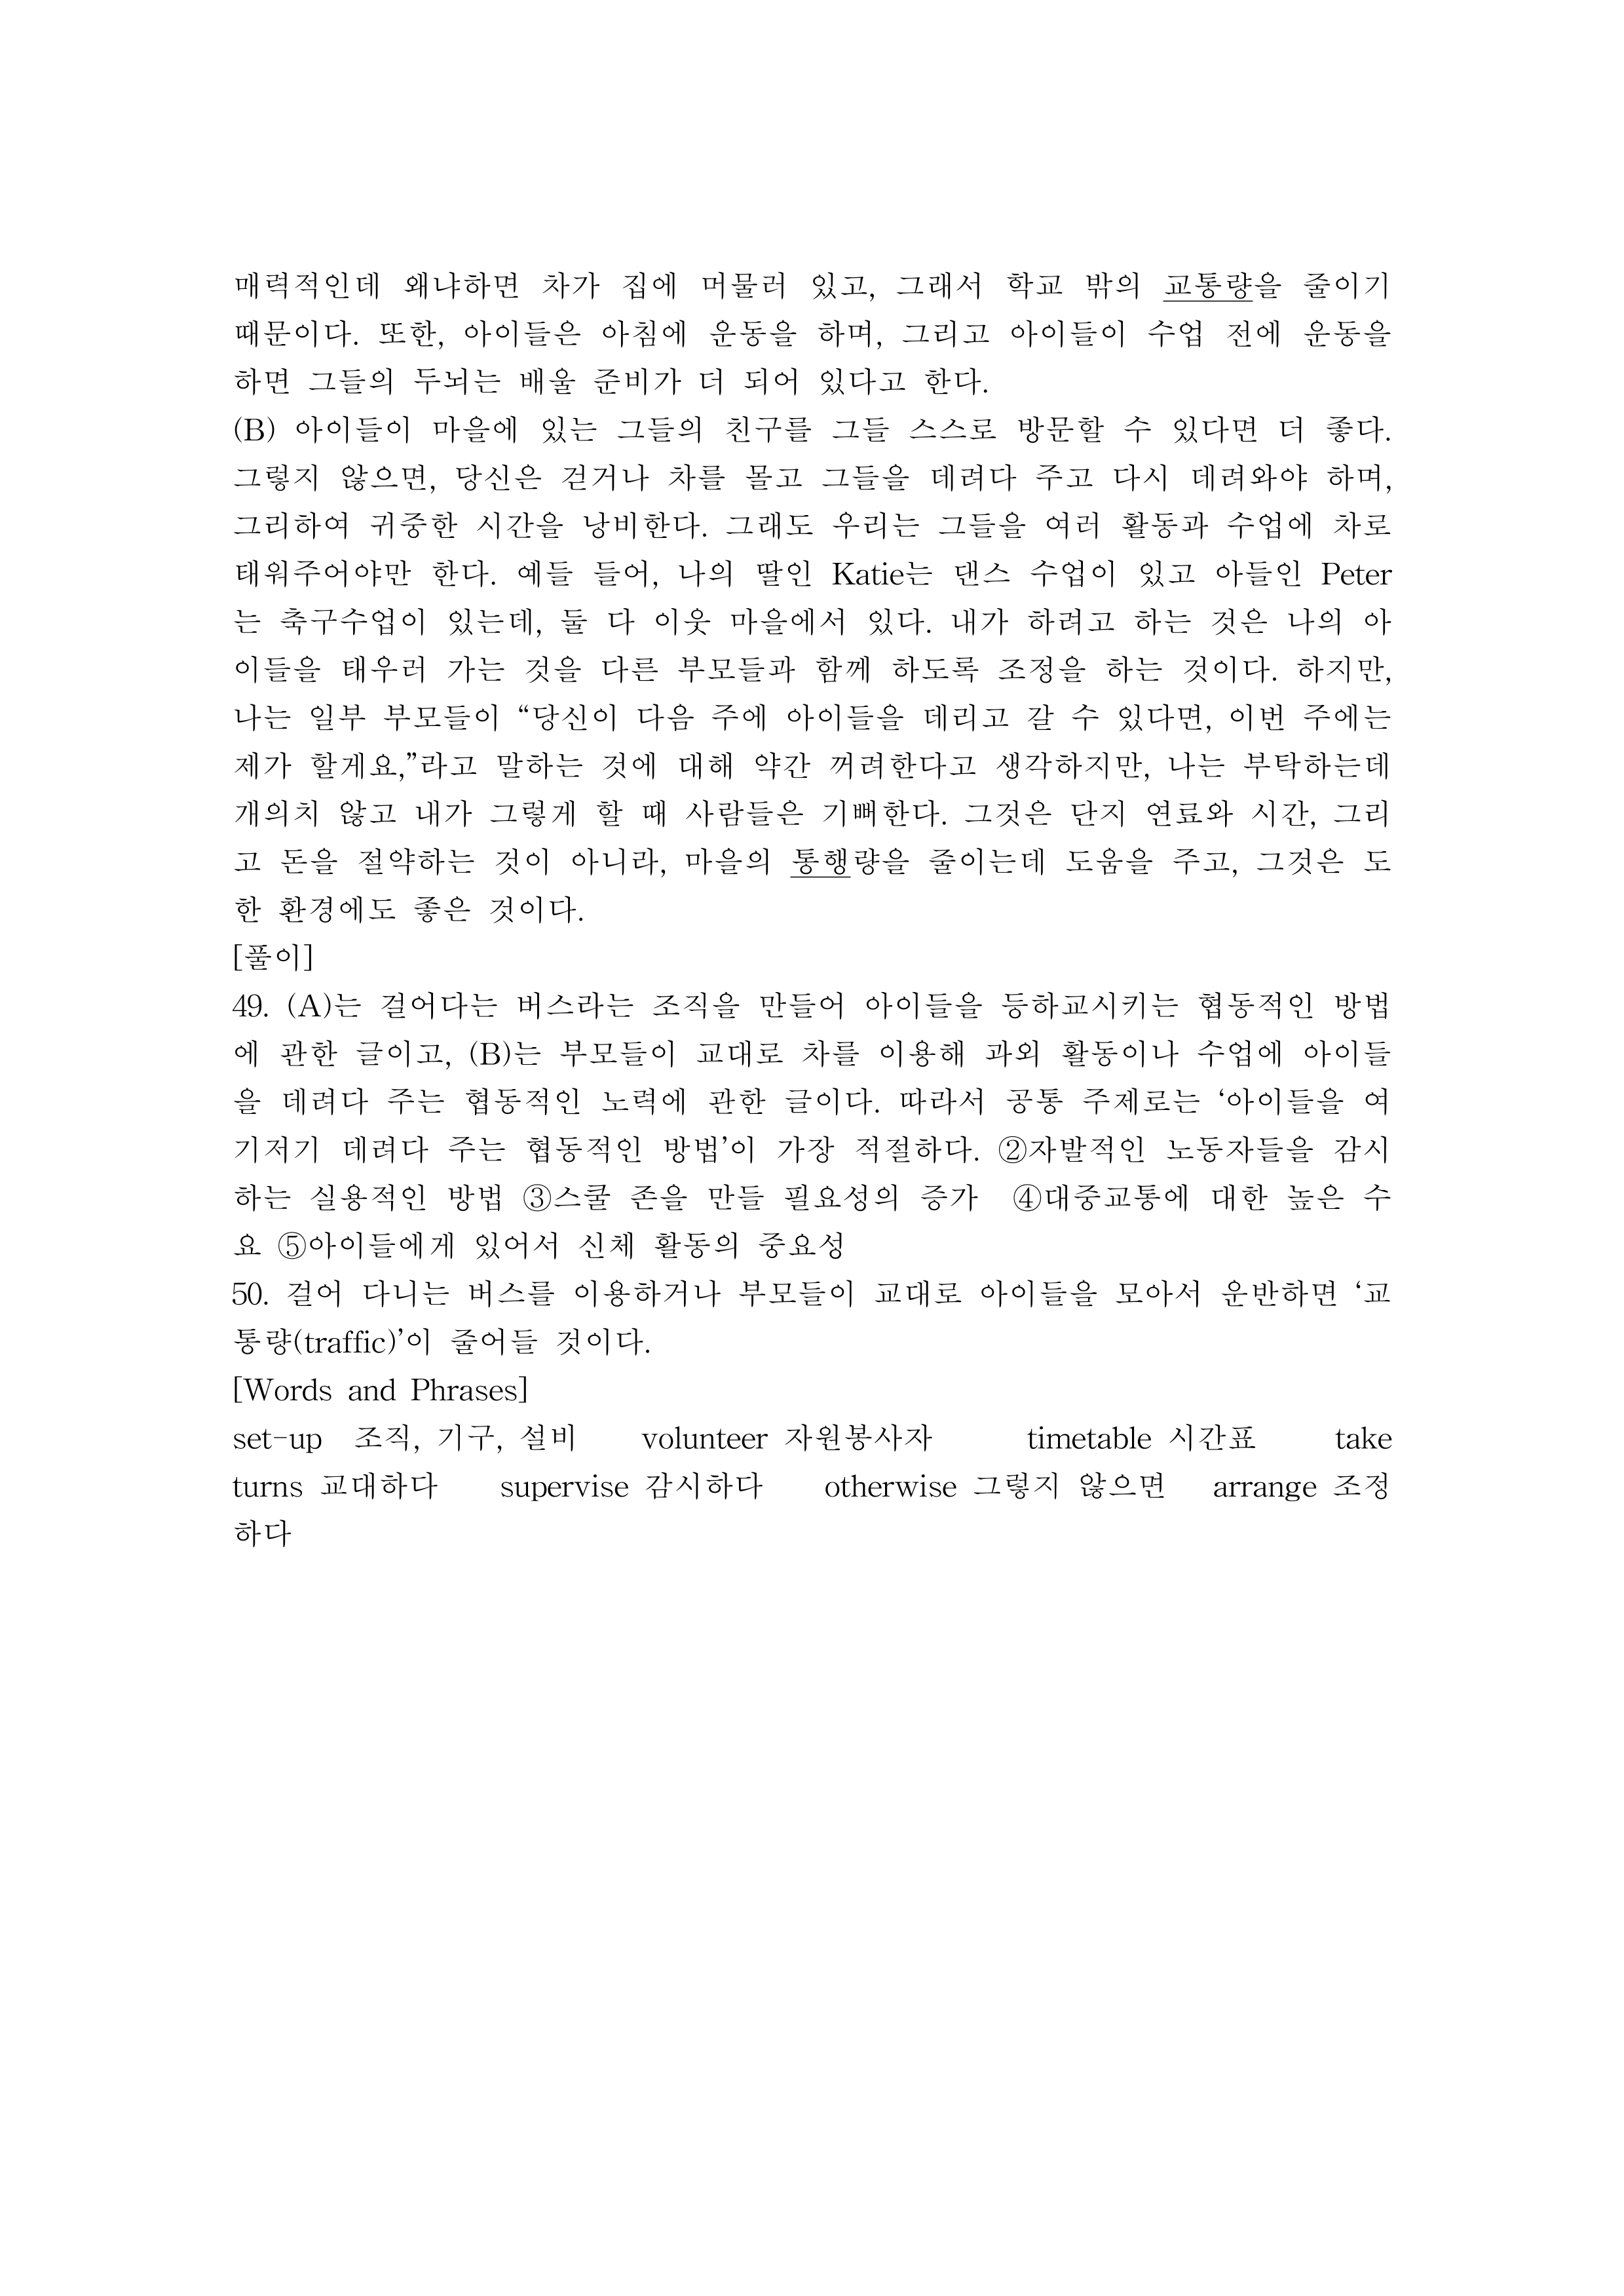 매력적인데 왜냐하면 차가 집에 머물러 있고, 그래서 학교 밖의 교통량을 줄이기
때문이다. 또한, 아이들은 아침에 운동을 하며, 그리고 아이들이 수업 전에 운동을
하면 그들의 두뇌는 배울 준비가 더 되어 있다고 한다.
(B) 아이들이 마을에 있는 그들의 친구를 그들 스스로 방문할 수 있다면 더 좋다.
그렇지 않으면, 당신은 걷거나 차를 몰고 그들을 데려다 주고 다시 데려와야 하며,
그리하여 귀중한 시간을 낭비한다. 그래도 우리는 그들을 여러 활동과 수업에 차로
태워주어야만 한다. 예들 들어, 나의 딸인 Katie는 댄스 수업이 있고 아들인 Peter
는 축구수업이 있는데, 둘 다 이웃 마을에서 있다. 내가 하려고 하는 것은 나의 아
이들을 태우러 가는 것을 다른 부모들과 함께 하도록 조정을 하는 것이다. 하지만,
나는 일부 부모들이 “당신이 다음 주에 아이들을 데리고 갈 수 있다면, 이번 주에는
제가 할게요,”라고 말하는 것에 대해 약간 꺼려한다고 생각하지만, 나는 부탁하는데
개의치 않고 내가 그렇게 할 때 사람들은 기뻐한다. 그것은 단지 연료와 시간, 그리
고 돈을 절약하는 것이 아니라, 마을의 통행량을 줄이는데 도움을 주고, 그것은 도
한 환경에도 좋은 것이다.
[풀이]
49. (A)는 걸어다는 버스라는 조직을 만들어 아이들을 등하교시키는 협동적인 방법
에 관한 글이고, (B)는 부모들이 교대로 차를 이용해 과외 활동이나 수업에 아이들
을 데려다 주는 협동적인 노력에 관한 글이다. 따라서 공통 주제로는 ‘아이들을 여
기저기 데려다 주는 협동적인 방법’이 가장 적절하다. ②자발적인 노동자들을 감시
하는 실용적인 방법 ③스쿨 존을 만들 필요성의 증가 ④대중교통에 대한 높은 수
요 ⑤아이들에게 있어서 신체 활동의 중요성
50. 걸어 다니는 버스를 이용하거나 부모들이 교대로 아이들을 모아서 운반하면 ‘교
통량(traffic)’이 줄어들 것이다.
[Words and Phrases]
set-up 조직, 기구, 설비 volunteer 자원봉사자 timetable 시간표 take
turns 교대하다 supervise 감시하다 otherwise 그렇지 않으면 arrange 조정
하다